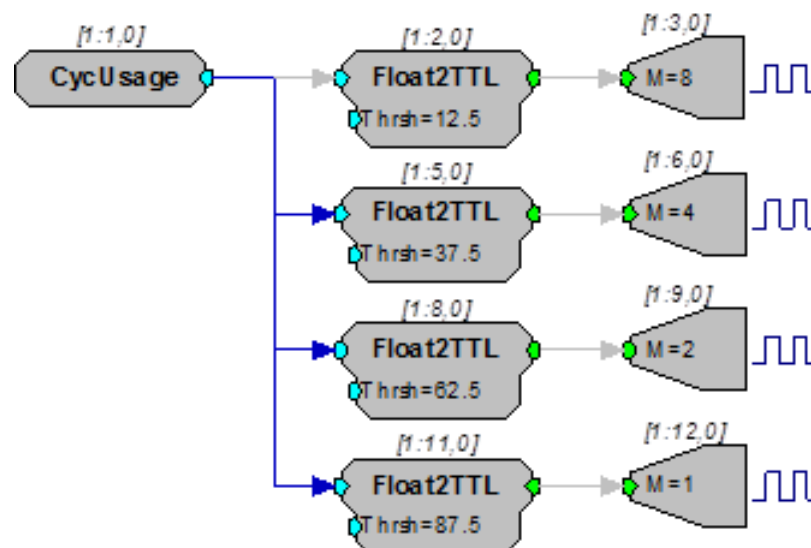 [1:1,0]
CycUsage
[1:2,0]
Float2TTL
Thrsh=12.5
[1:3,0]
M=8
[1:5,0]
Float2TTL
Thrsh=37.5
[1:6,0]
M=4
[1:8,0]
Float2TTL
Thrsh=62.5
[1:9,0]
M=2
[1:11,0]
Float2TTL
Thrsh=87.5
[1:12,0]
M=1